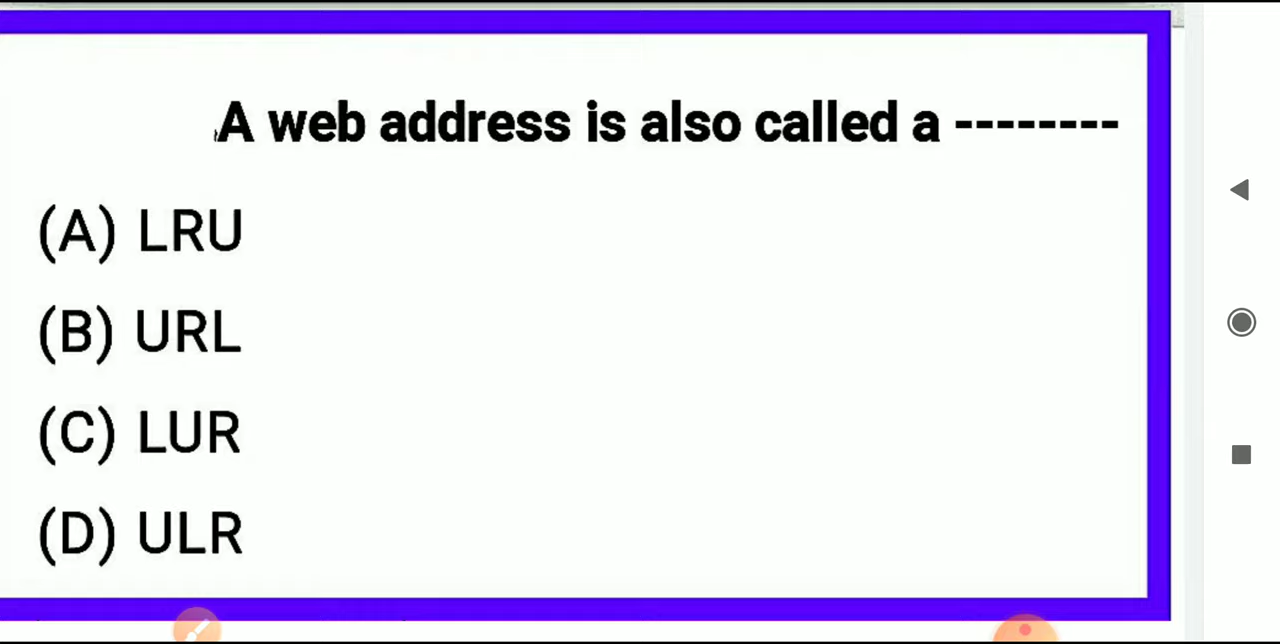 A web address is also called a --------
(A) LRU
(B) URL
(C) LUR
(D) ULR